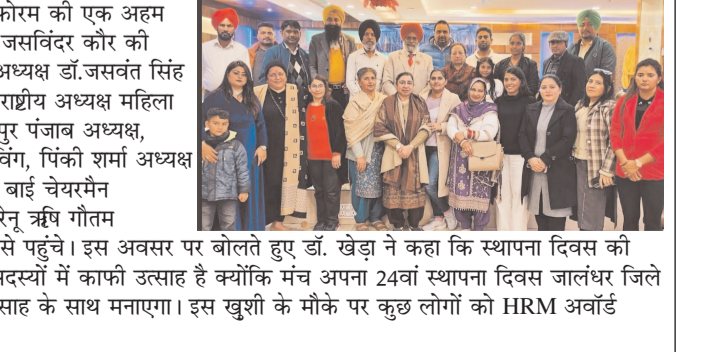 फोरम की एक अहम
जसविंदर कौर की
अध्यक्ष डॉ.जसवंत सिंह
राष्ट्रीय अध्यक्ष महिला
पुर पंजाब अध्यक्ष,
विंग, पिंकी शर्मा अध्यक्ष
बाई चेयरमैन
रेनू ऋषि गौतम
से पहुंचे। इस अवसर पर बोलते हुए डॉ. खेड़ा ने कहा कि स्थापना दिवस की
सदस्यों में काफी उत्साह है क्योंकि मंच अपना 24वां स्थापना दिवस जालंधर जिले
साह के साथ मनाएगा। इस खुशी के मौके पर कुछ लोगों को HRM अवॉर्ड